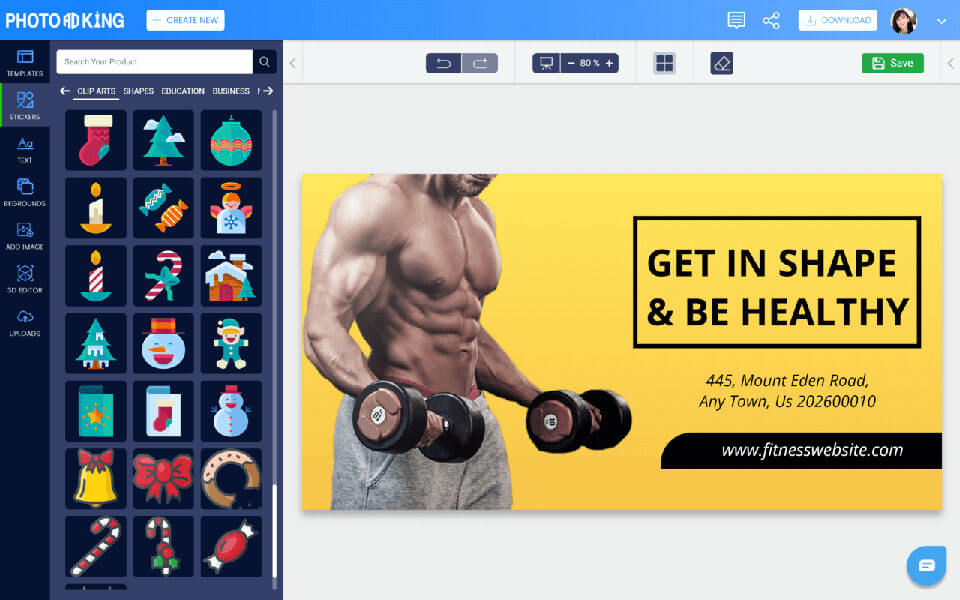 PHOTOADKING
CREATE NEW
DOWNLOAD
TEMPLATES
STICKERS
TEXT
BKGROUNDS
ADD IMAGE
3D EDITOR
UPLOADS
Search Your Product
CLIP ARTS SHAPES EDUCATION BUSINESS
80 %
Save
GET IN SHAPE
& BE HEALTHY
445, Mount Eden Road,
Any Town, Us 202600010
www.fitnesswebsite.com